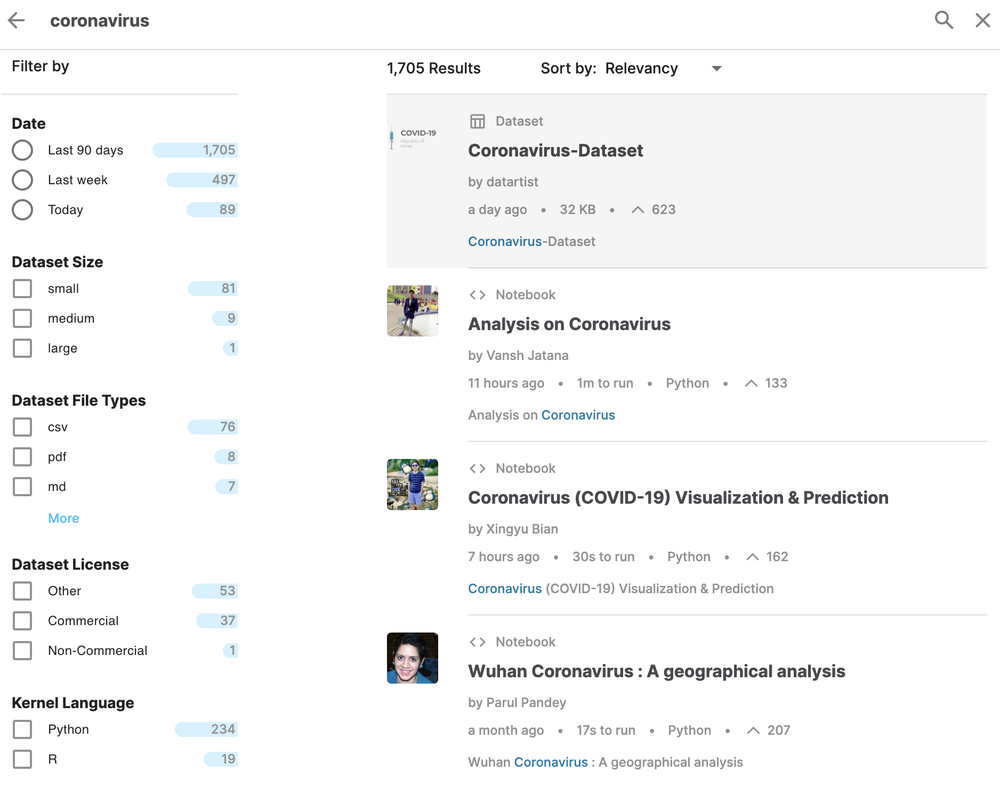 coronavirus
Filter by
Date
Last 90 days 1,705
Last week 497
Today 89
Dataset Size
small 81
medium 9
large 1
Dataset File Types
csv 76
pdf 8
md 7
More
Dataset License
Other 53
Commercial 37
Non-Commercial 1
Kernel Language
Python 234
R 19
1,705 Results Sort by: Relevancy
COVID-19
Republic of
Korea
Dataset
Coronavirus-Dataset
by datartist
a day ago • 32 KB • 623
Coronavirus-Dataset
Notebook
Analysis on Coronavirus
by Vansh Jatana
11 hours ago • 1m to run • Python • 133
Analysis on Coronavirus
EAT
SLEEP
CODE
REPEAT
Notebook
Coronavirus (COVID-19) Visualization & Prediction
by Xingyu Bian
7 hours ago • 30s to run • Python • 162
Coronavirus (COVID-19) Visualization & Prediction
Notebook
Wuhan Coronavirus : A geographical analysis
by Parul Pandey
a month ago • 17s to run • Python • 207
Wuhan Coronavirus : A geographical analysis